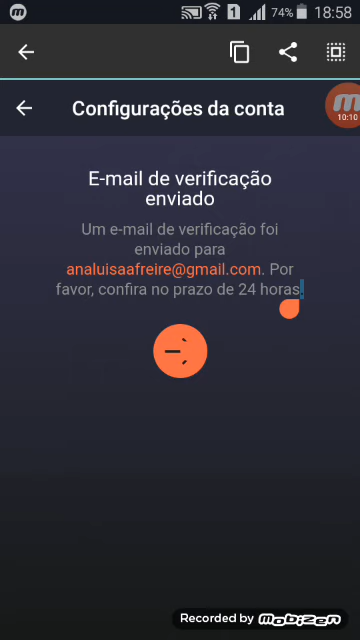 74% 18:58
Configurações da conta
10:10
E-mail de verificação
enviado
Um e-mail de verificação foi
enviado para
analuisaafreire@gmail.com. Por
favor, confira no prazo de 24 horas.
Recorded by mobizen